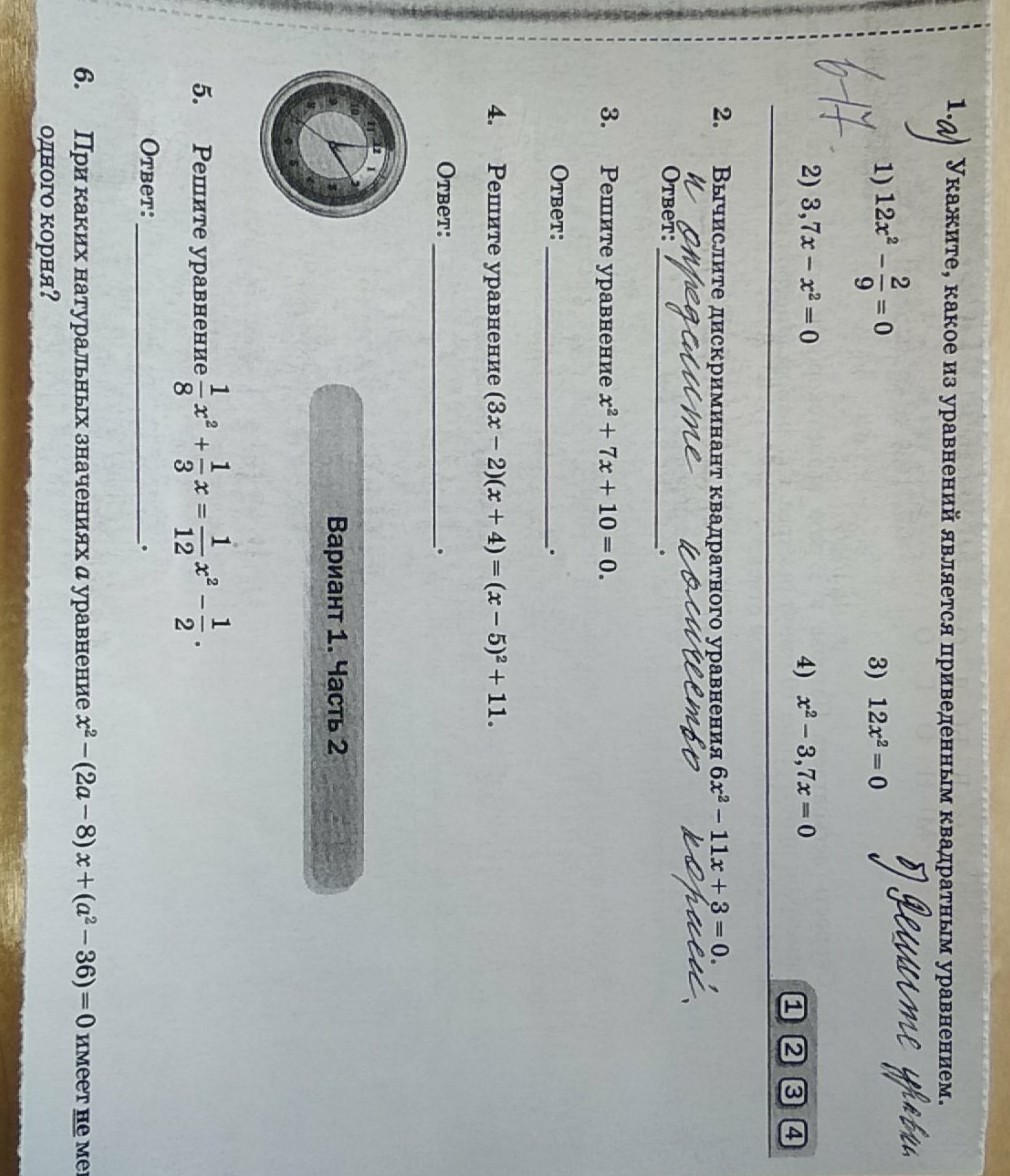 1.а) Укажите, какое из уравнений является приведённым квадратным уравнением.
б) Решите
1) 12x² − 2/9 = 0
3) 12x² = 0
2) 3,7x − x² = 0
4) x² − 3,7x = 0
1 2 3 4
2. Вычислите дискриминант квадратного уравнения 6x² − 11x + 3 = 0.
и определите количество корней.
Ответ: .
3. Решите уравнение x² + 7x + 10 = 0.
Ответ: .
4. Решите уравнение (3x − 2)(x + 4) = (x − 5)² + 11.
Ответ: .
Вариант 1. Часть 2
5. Решите уравнение 1/8 x² + 1/3 x = 1/12 x² − 1/2.
Ответ: .
6. При каких натуральных значениях a уравнение x² − (2a − 8)x + (a² − 36) = 0 имеет не
одного корня?